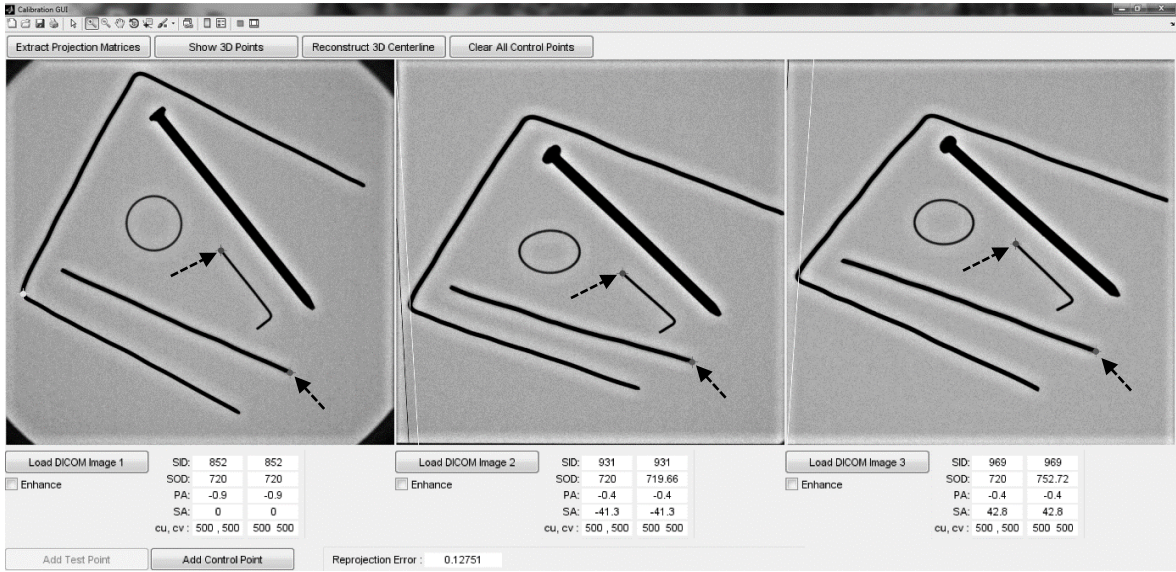 Calibration GUI
Extract Projection Matrices Show 3D Points Reconstruct 3D Centerline Clear All Control Points
Load DICOM Image 1 SID: 852 852 Load DICOM Image 2 SID: 931 931 Load DICOM Image 3 SID: 969 969
Enhance SOD: 720 720 Enhance SOD: 720 719.66 Enhance SOD: 720 752.72
PA: -0.9 -0.9 PA: -0.4 -0.4 PA: -0.4 -0.4
SA: 0 0 SA: -41.3 -41.3 SA: 42.8 42.8
cu, cv : 500 , 500 500 500 cu, cv : 500 , 500 500 500 cu, cv : 500 , 500 500 500
Add Test Point Add Control Point Reprojection Error : 0.12751